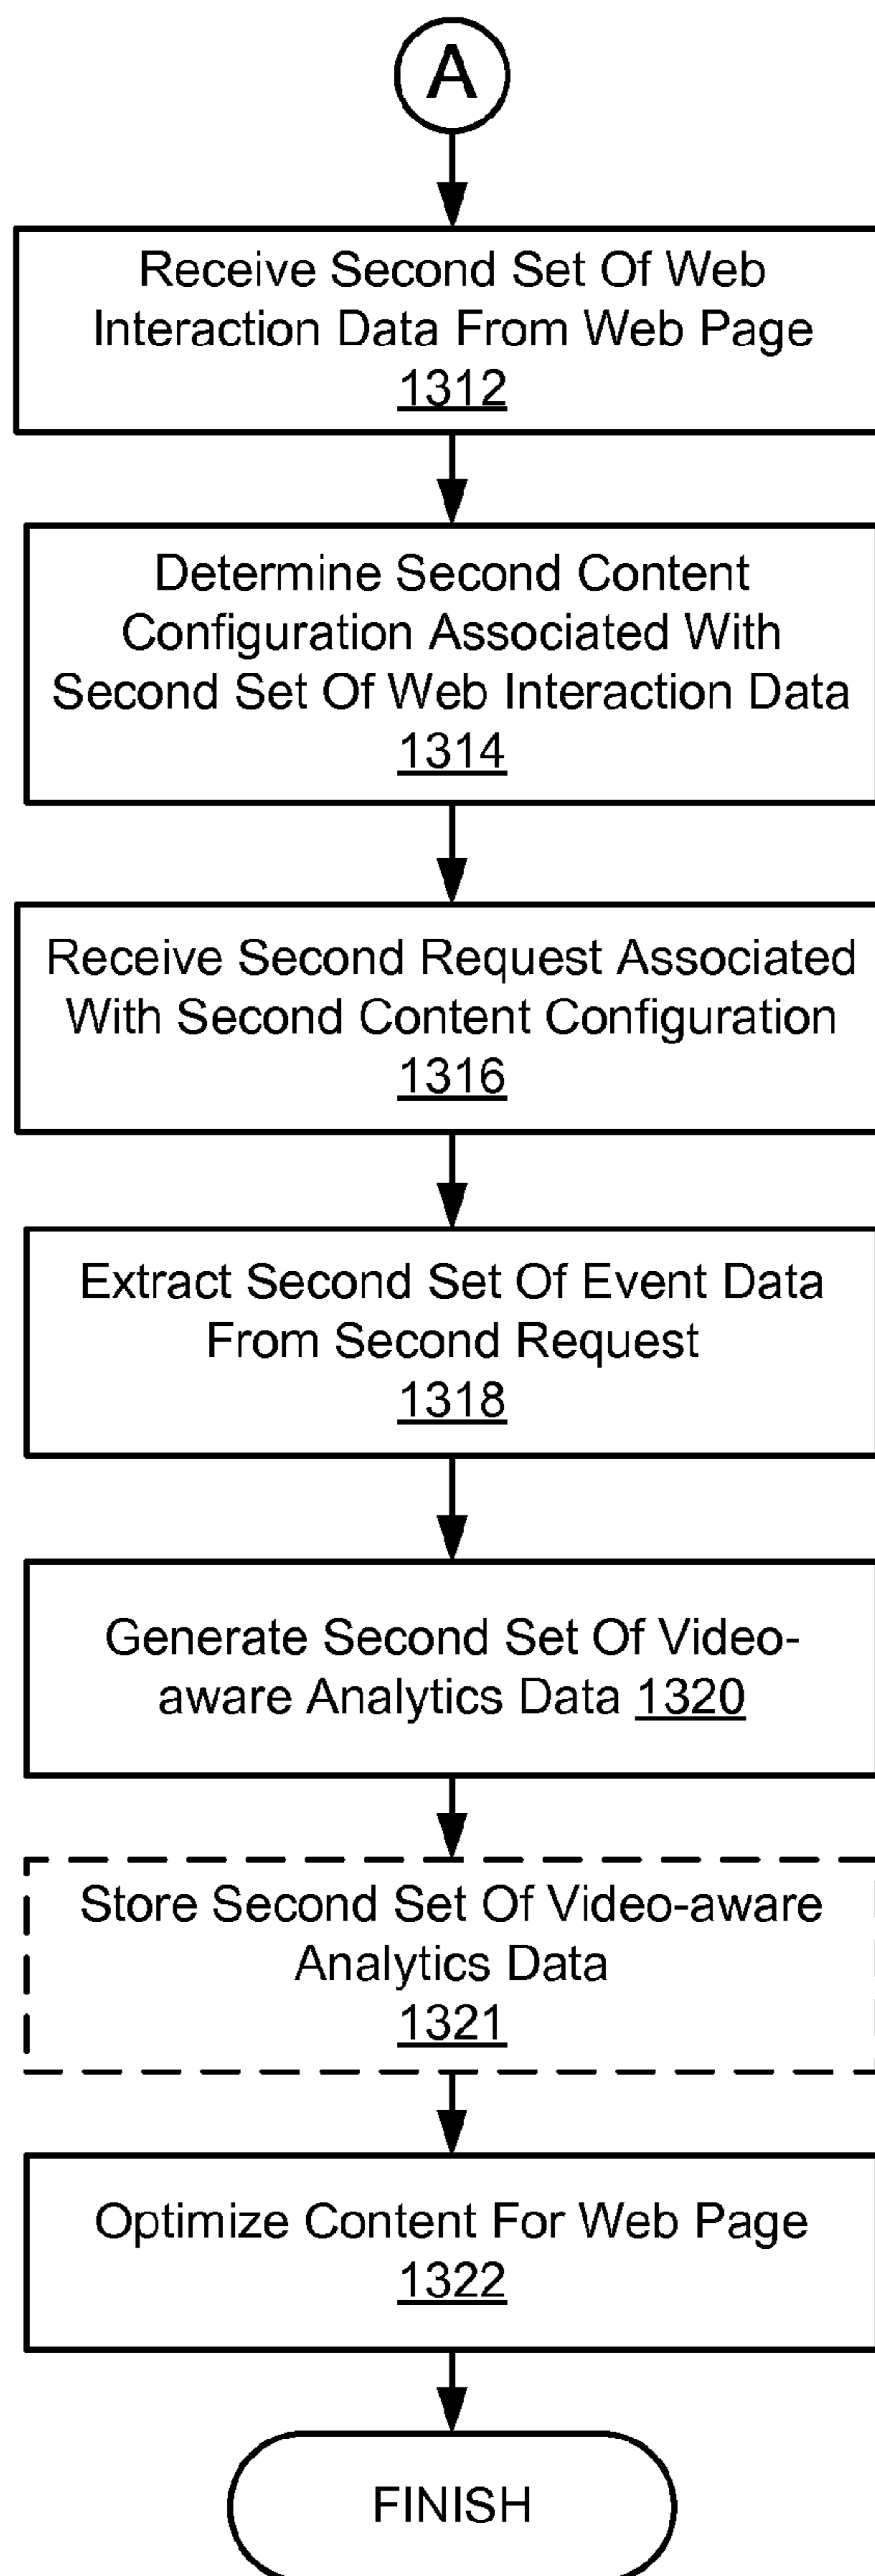 A
Receive Second Set Of Web
Interaction Data From Web Page
1312
Determine Second Content
Configuration Associated With
Second Set Of Web Interaction Data
1314
Receive Second Request Associated
With Second Content Configuration
1316
Extract Second Set Of Event Data
From Second Request
1318
Generate Second Set Of Video-
aware Analytics Data 1320
Store Second Set Of Video-aware
Analytics Data
1321
Optimize Content For Web Page
1322
FINISH